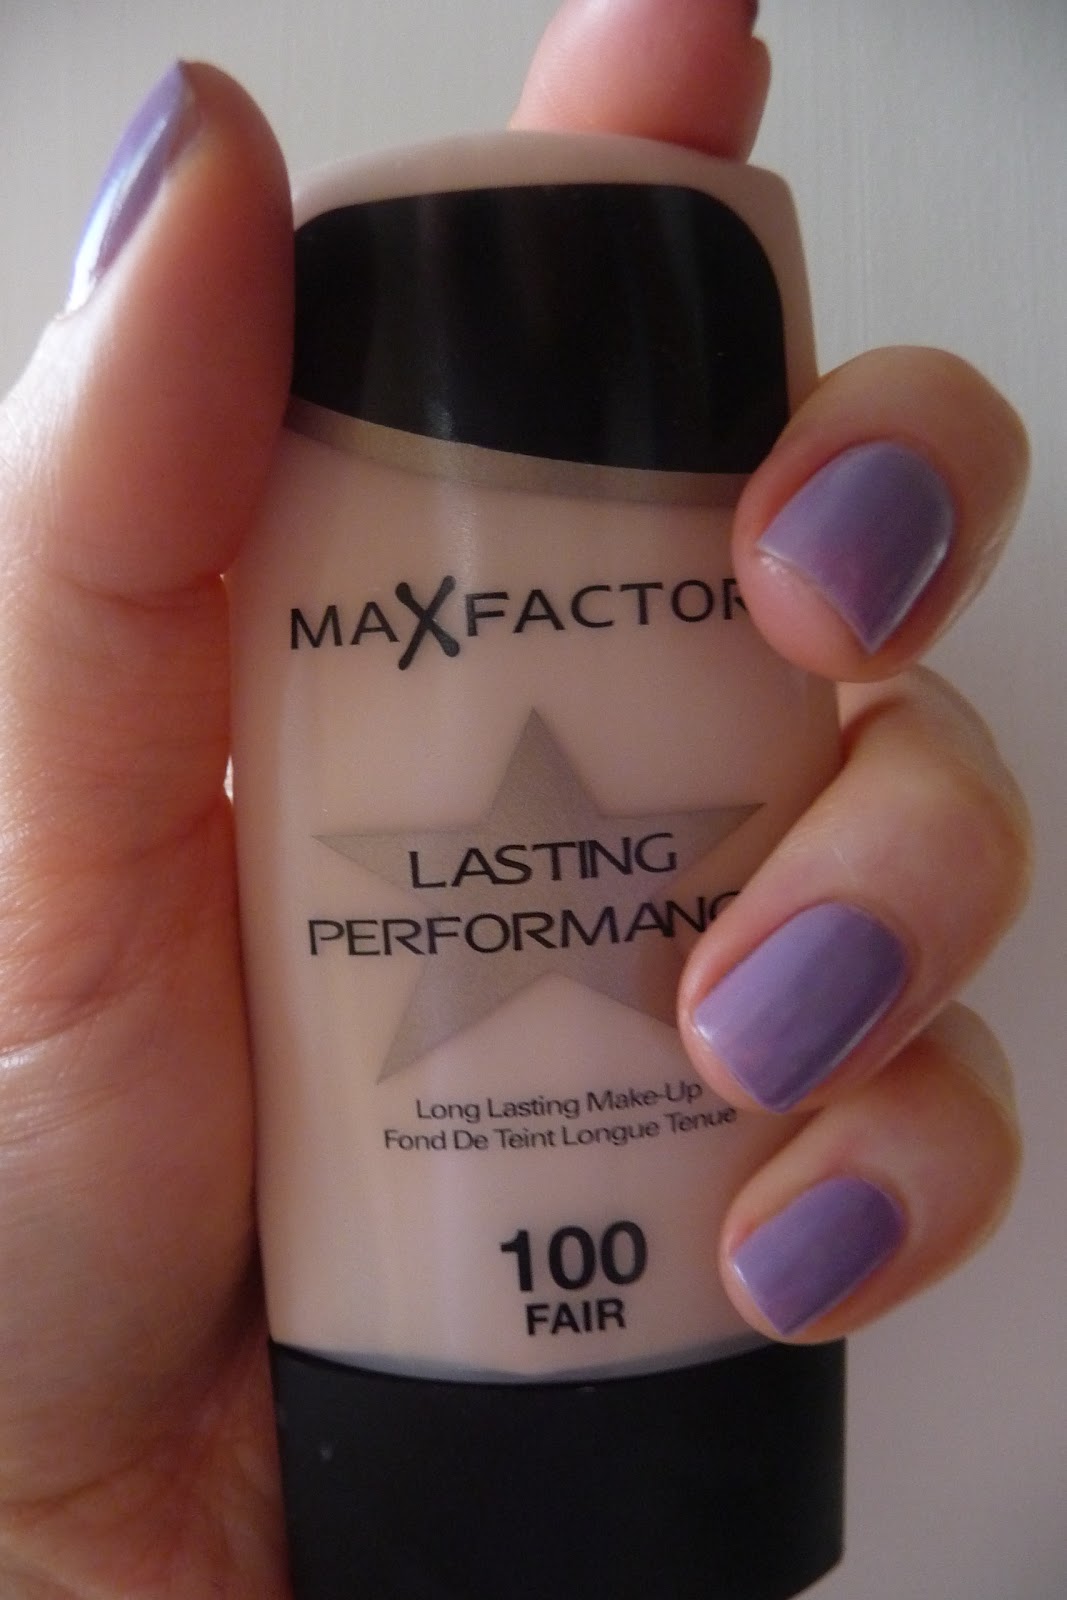 MAXFACTOR
LASTING
PERFORMANC
Long Lasting Make-Up
Fond De Teint Longue Tenue
100
FAIR